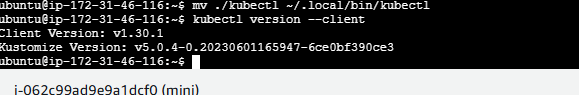 ubuntu@ip-172-31-46-116:~$ mv ./kubectl ~/.local/bin/kubectl
ubuntu@ip-172-31-46-116:~$ kubectl version --client
Client Version: v1.30.1
Kustomize Version: v5.0.4-0.20230601165947-6ce0bf390ce3
ubuntu@ip-172-31-46-116:~$
i-062c99ad9e9a1dcf0 (mini)